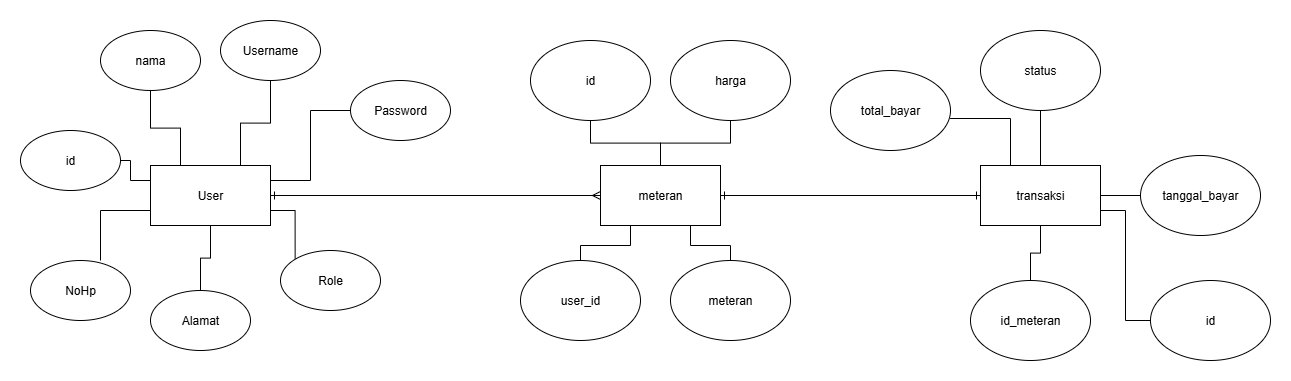 nama
Username
Password
id
User
NoHp
Alamat
Role
id
harga
meteran
user_id
meteran
total_bayar
status
transaksi
tanggal_bayar
id_meteran
id